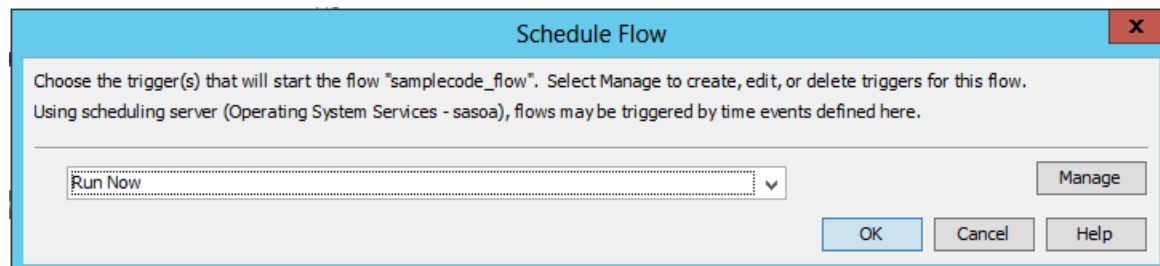 Schedule Flow
X
Choose the trigger(s) that will start the flow "samplecode_flow". Select Manage to create, edit, or delete triggers for this flow.
Using scheduling server (Operating System Services - sasoa), flows may be triggered by time events defined here.
Run Now
Manage
OK Cancel Help